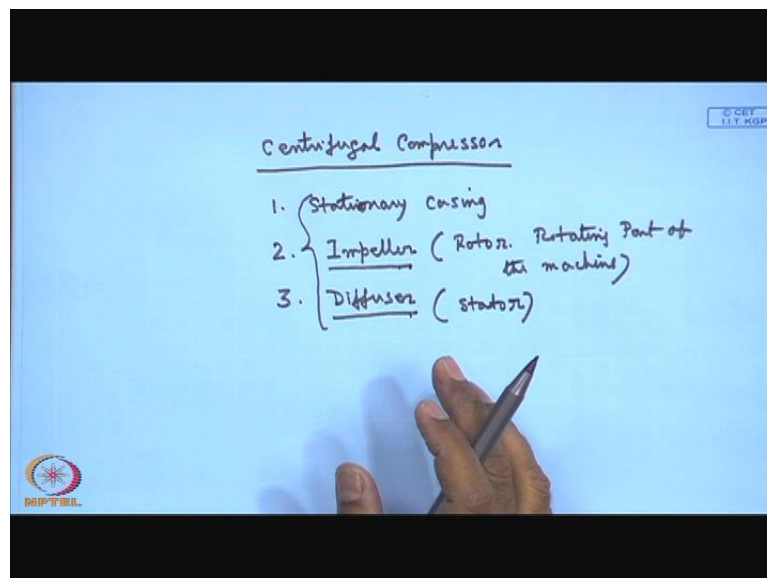 © CET
I.I.T. KGP
Centrifugal Compressor
1. Stationary Casing
2. Impeller (Rotor. Rotating Part of
the machine)
3. Diffuser (Stator)
NPTEL